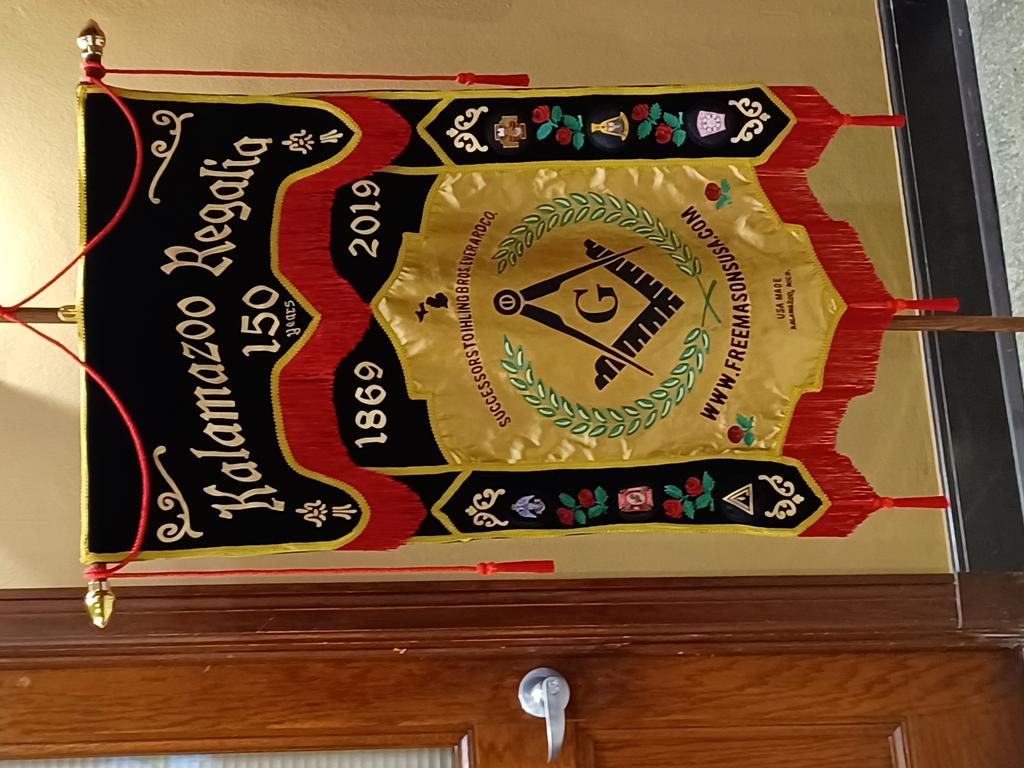 Kalamazoo Regalia
150
Years
1869 2019
SUCCESSORS TO IHLING BROS. EVERARD CO.
G
WWW.FREEMASONSUSA.COM
USA MADE
KALAMAZOO, MICH.